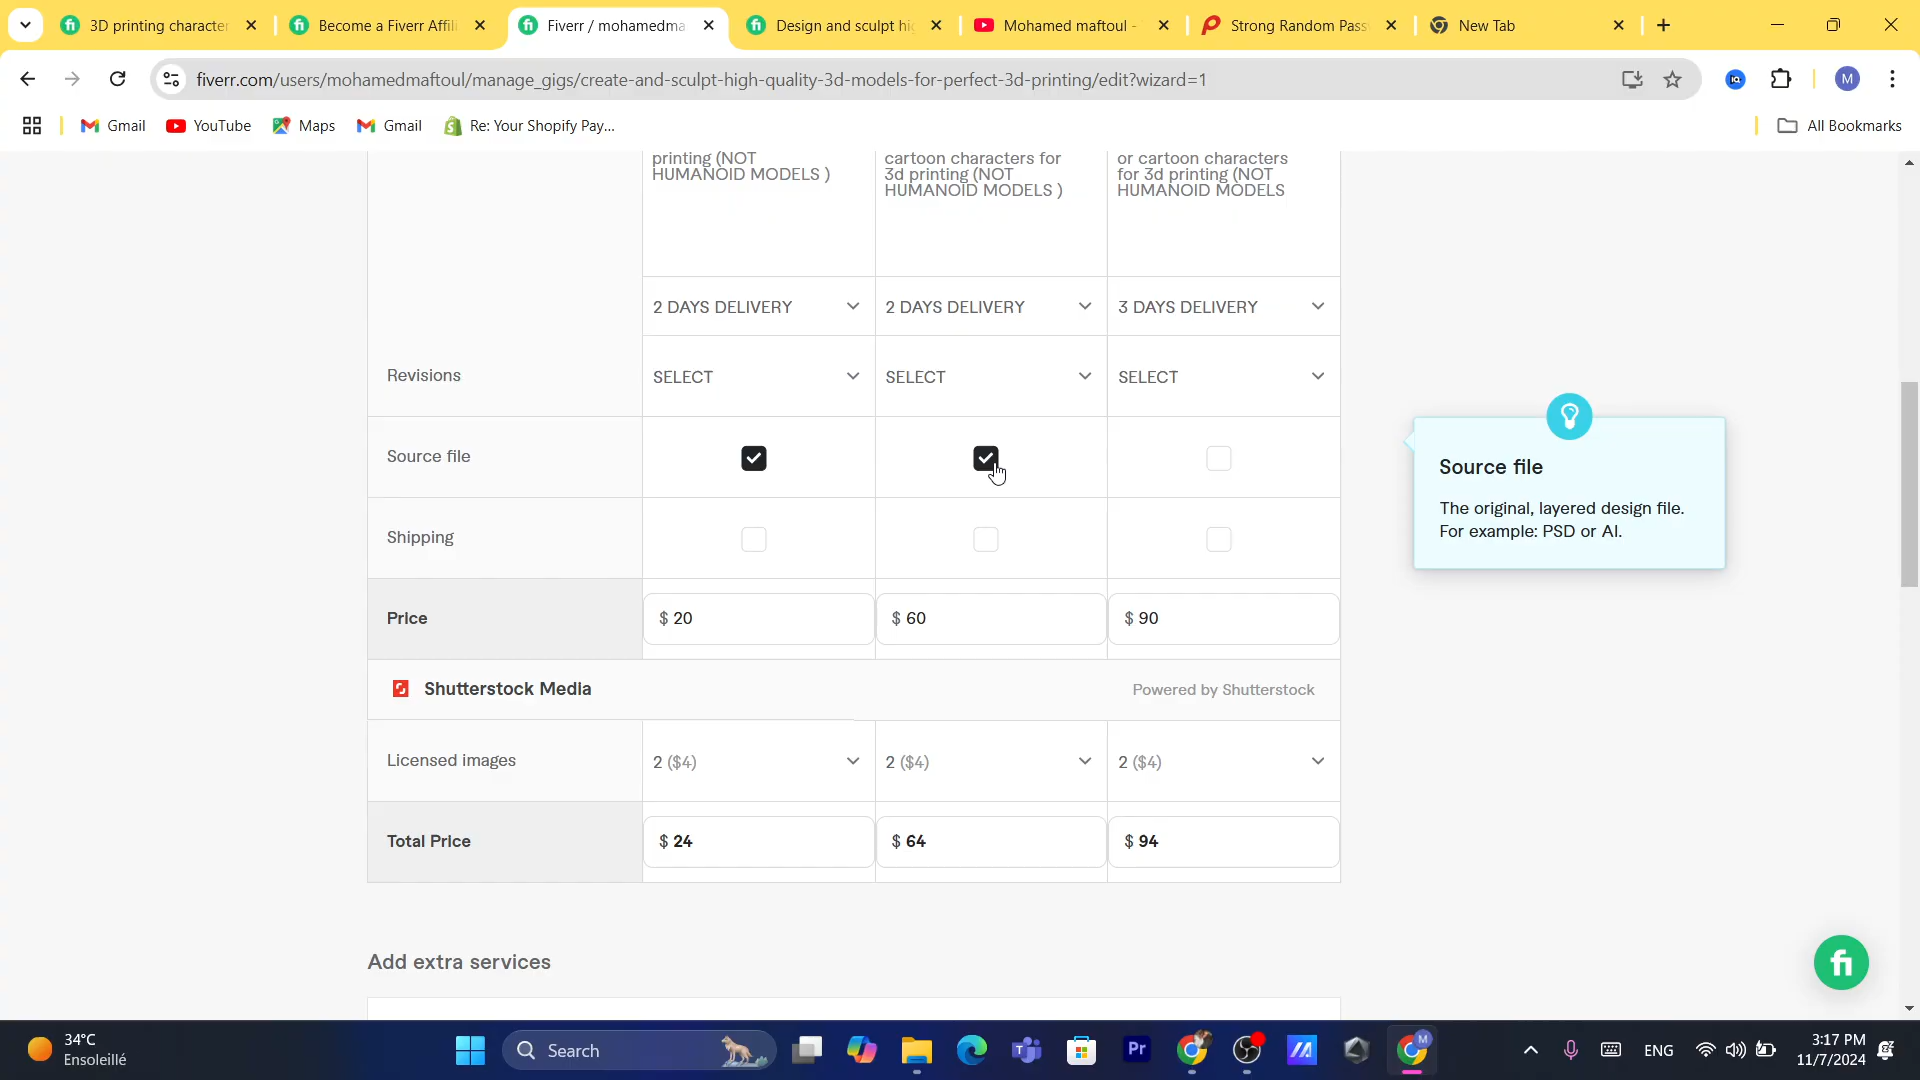 3D printing character
Become a Fiverr Affili
Fiverr / mohamedma
Design and sculpt hi
Mohamed maftoul -
Strong Random Pass
New Tab
fiverr.com/users/mohamedmaftoul/manage_gigs/create-and-sculpt-high-quality-3d-models-for-perfect-3d-printing/edit?wizard=1
M
Gmail
YouTube
Maps
Gmail
Re: Your Shopify Pay...
All Bookmarks
printing (NOT
HUMANOID MODELS )
cartoon characters for
3d printing (NOT
HUMANOID MODELS )
or cartoon characters
for 3d printing (NOT
HUMANOID MODELS
2 DAYS DELIVERY
2 DAYS DELIVERY
3 DAYS DELIVERY
Revisions
SELECT
SELECT
SELECT
Source file
Source file
The original, layered design file.
For example: PSD or AI.
Shipping
Price
$ 20
$ 60
$ 90
Shutterstock Media
Powered by Shutterstock
Licensed images
2 ($4)
2 ($4)
2 ($4)
Total Price
$ 24
$ 64
$ 94
Add extra services
fi
34°C
Ensoleillé
Search
Pr
M
ENG
3:17 PM
11/7/2024